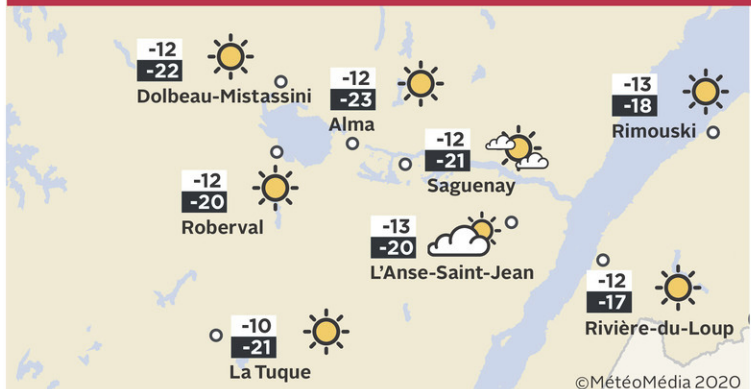 -12
-22
Dolbeau-Mistassini
-12
-23
Alma
-13
-18
Rimouski
-12
-21
Saguenay
-12
-20
Roberval
-13
-20
L'Anse-Saint-Jean
-12
-17
Rivière-du-Loup
-10
-21
La Tuque
©MétéoMédia 2020